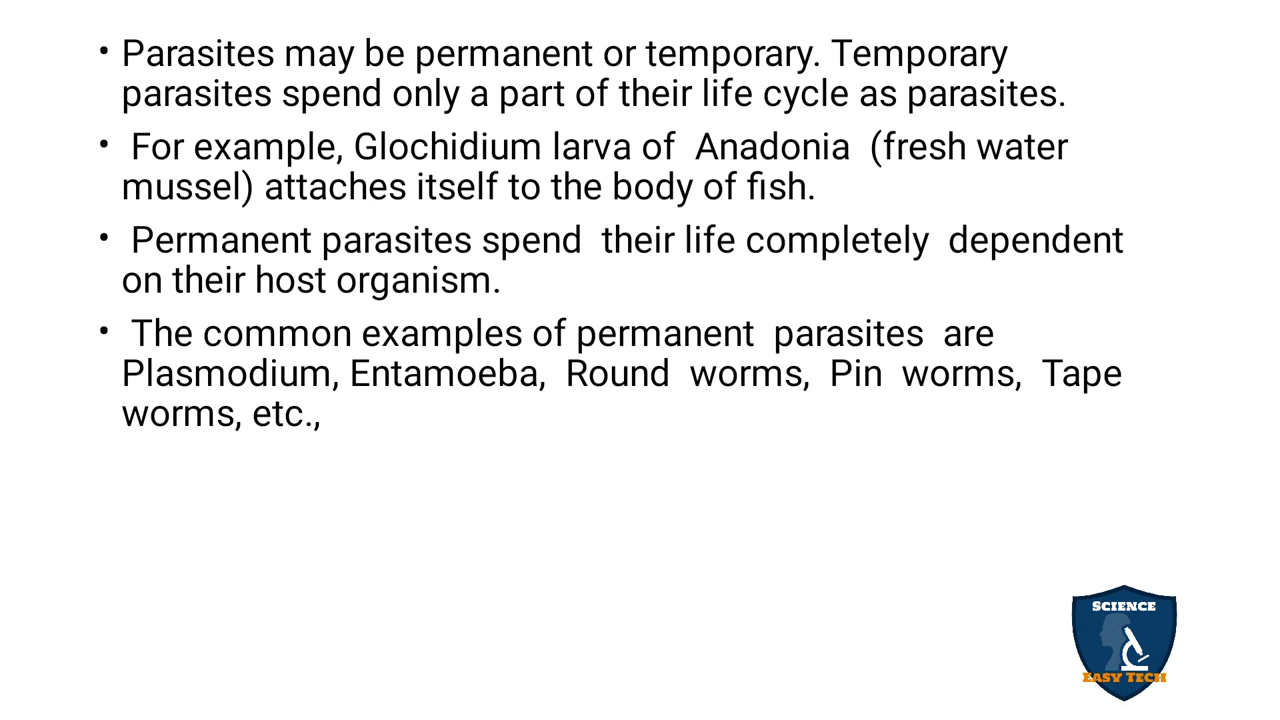 • Parasites may be permanent or temporary. Temporary
parasites spend only a part of their life cycle as parasites.
• For example, Glochidium larva of Anadonia (fresh water
mussel) attaches itself to the body of fish.
• Permanent parasites spend their life completely dependent
on their host organism.
• The common examples of permanent parasites are
Plasmodium, Entamoeba, Round worms, Pin worms, Tape
worms, etc.,
SCIENCE
EASY TECH